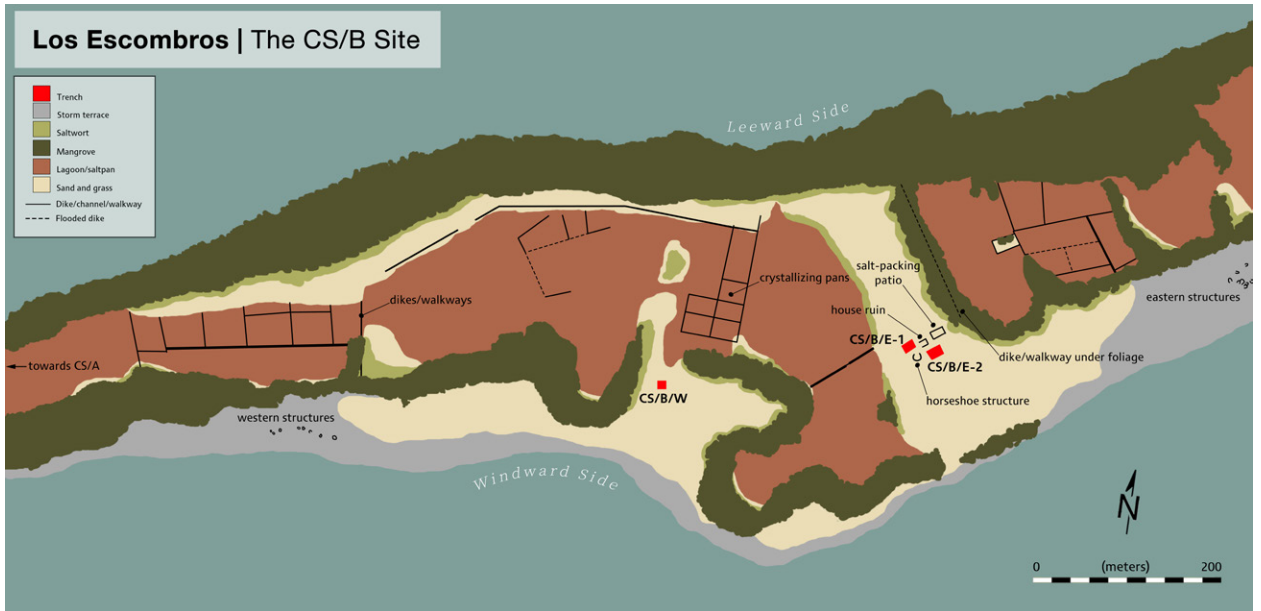 Los Escombros | The CS/B Site
Trench
Storm terrace
Saltwort
Mangrove
Lagoon/saltpan
Sand and grass
Dike/channel/walkway
Flooded dike
Leeward Side
salt-packing
patio
crystallizing pans
house ruin
eastern structures
dikes/walkways
CS/B/E-1
dike/walkway under foliage
towards CS/A
CS/B/E-2
CS/B/W
horseshoe structure
western structures
Windward Side
N
0 (meters) 200